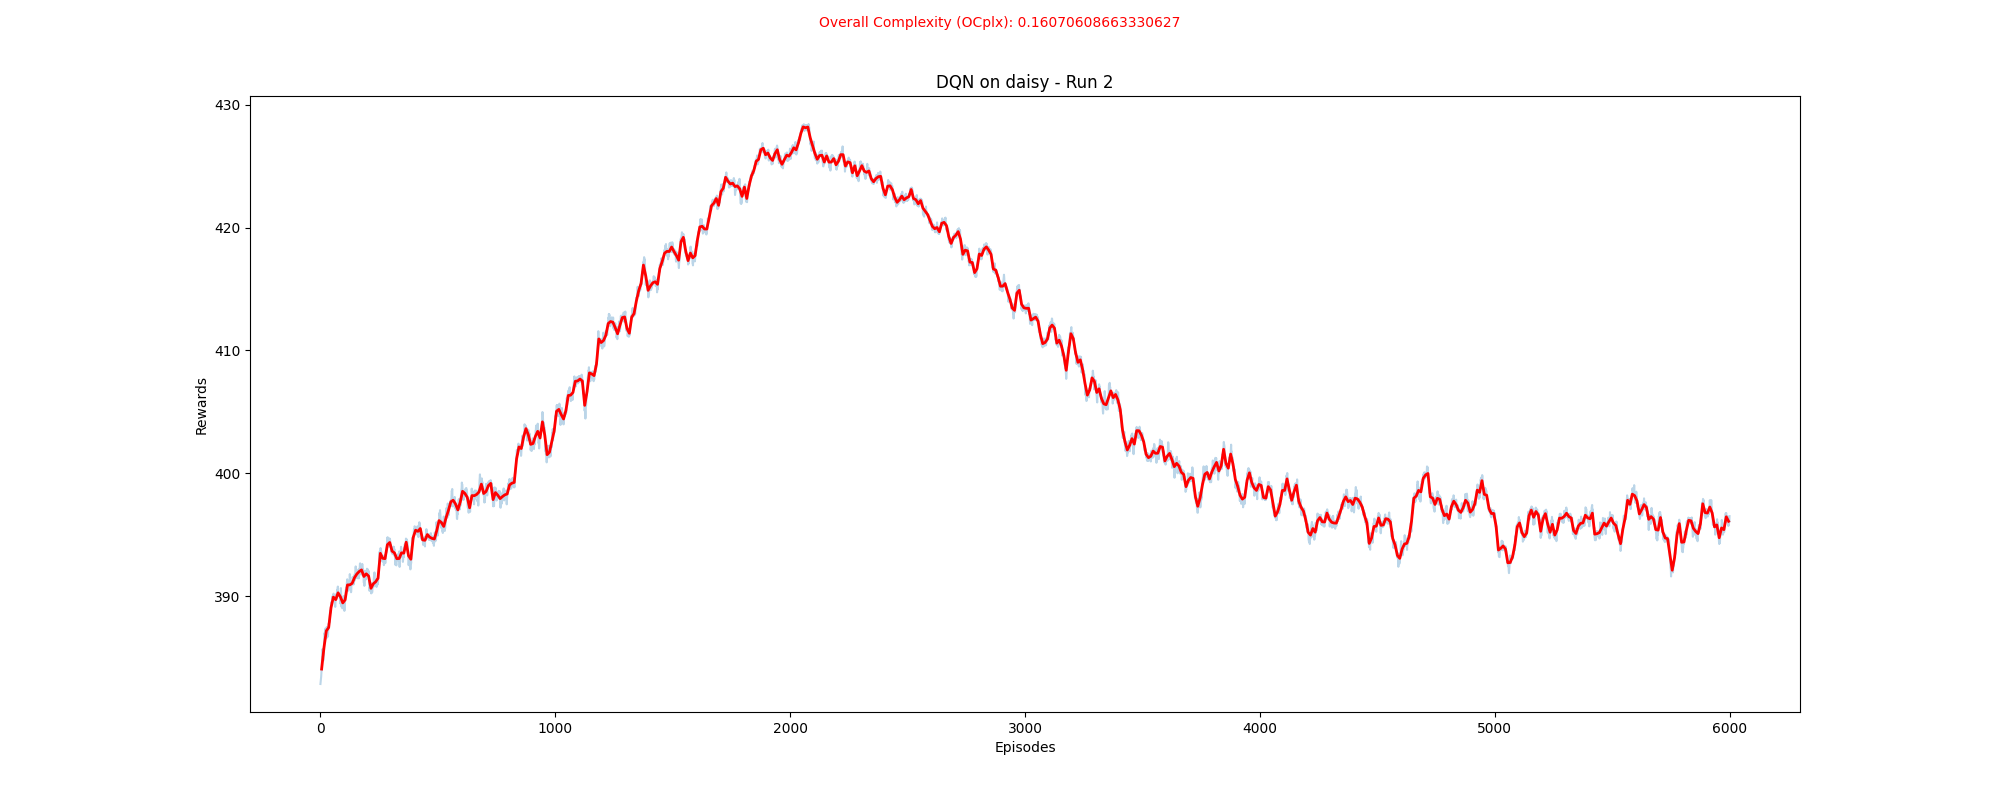 Overall Complexity (OCplx): 0.16070608663330627
DQN on daisy - Run 2
430
420
410
400
390
Rewards
0 1000 2000 3000 4000 5000 6000
Episodes